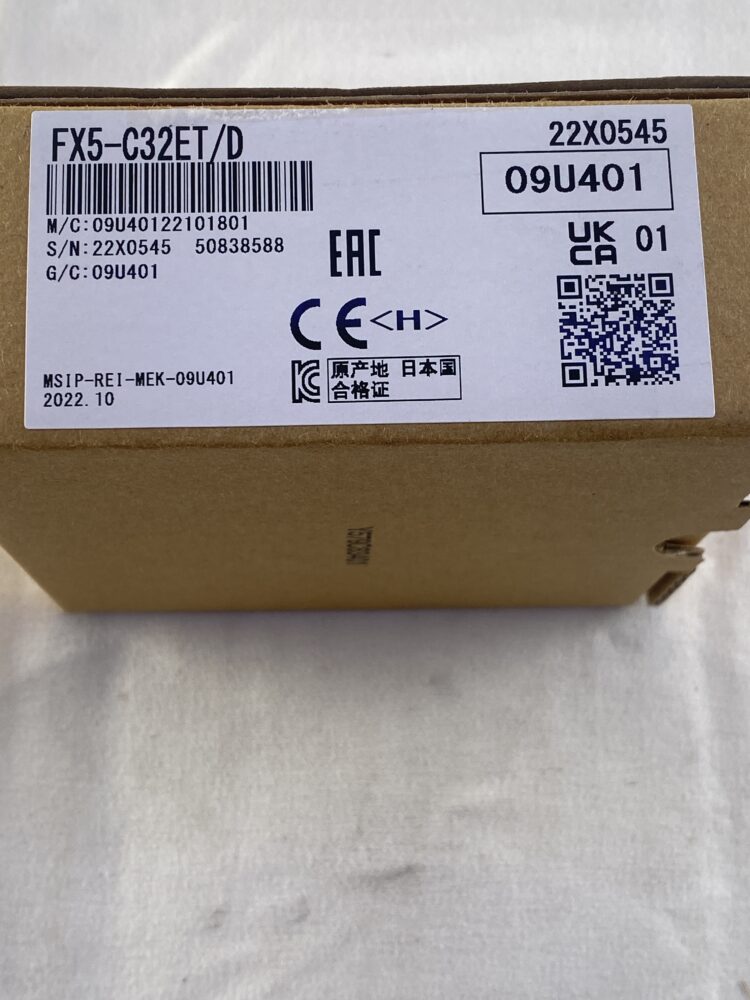 FX5-C32ET/D
22X0545
09U401
M/C:09U40122101801
S/N:22X0545 50838588
G/C:09U401
EAC
UK
CA
01
CE<H>
MSIP-REI-MEK-09U401
2022.10
原产地 日本国
合格证